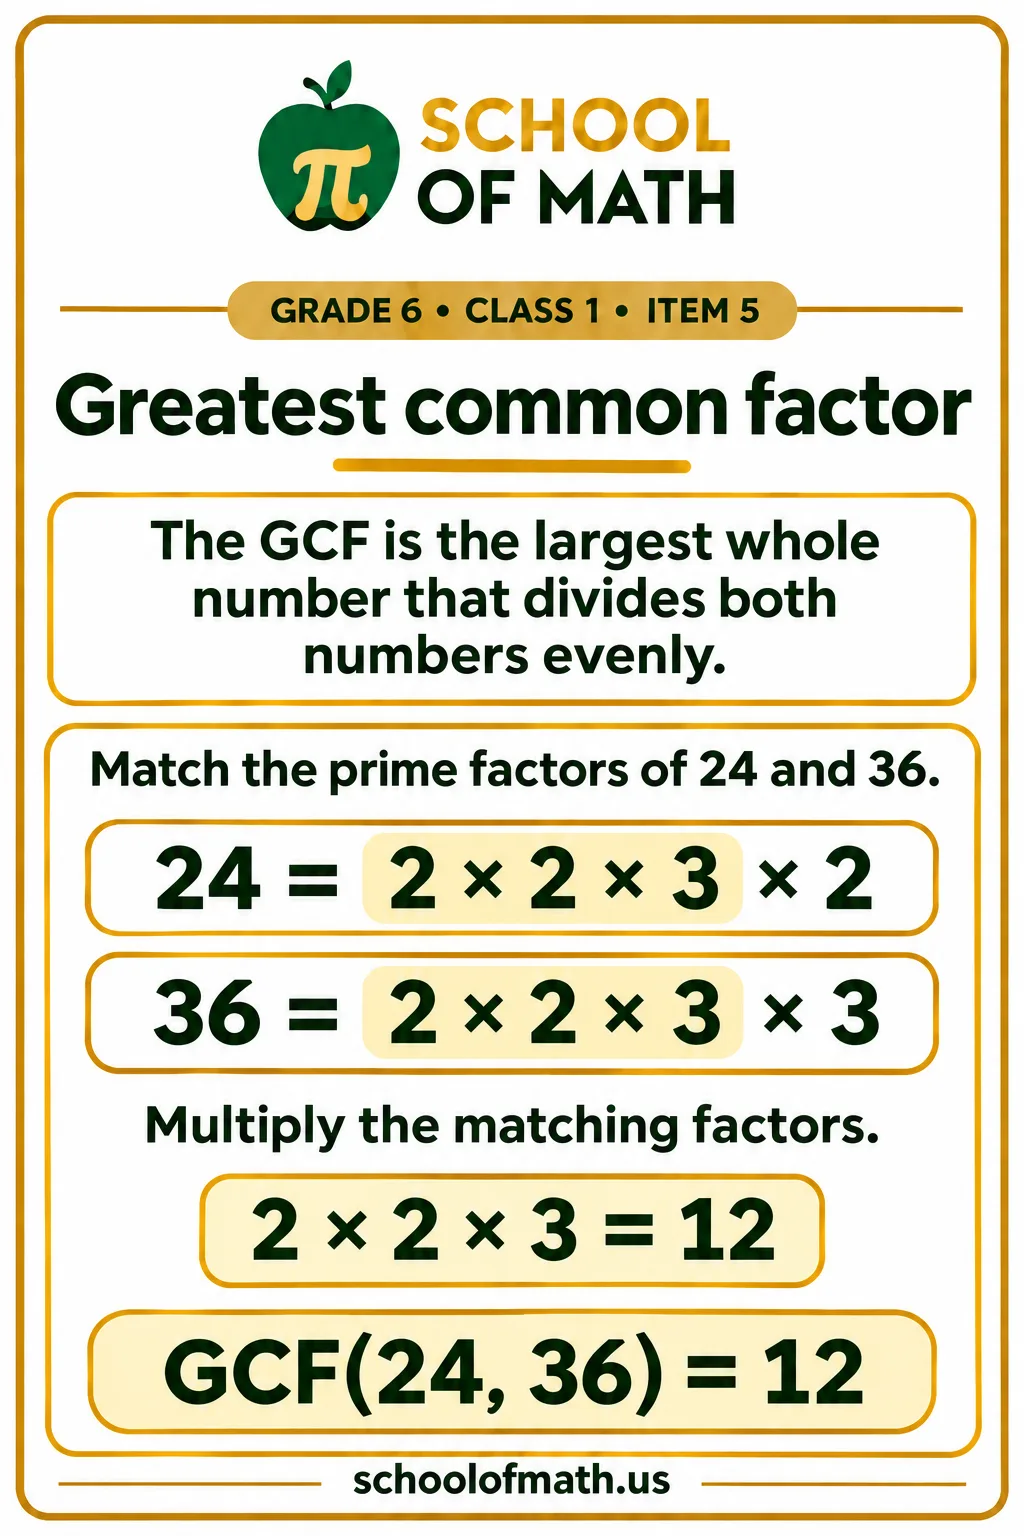 π
SCHOOL
OF MATH
GRADE 6 • CLASS 1 • ITEM 5
Greatest common factor
The GCF is the largest whole
number that divides both
numbers evenly.
Match the prime factors of 24 and 36.
24 = 2 × 2 × 3 × 2
36 = 2 × 2 × 3 × 3
Multiply the matching factors.
2 × 2 × 3 = 12
GCF(24, 36) = 12
schoolofmath.us